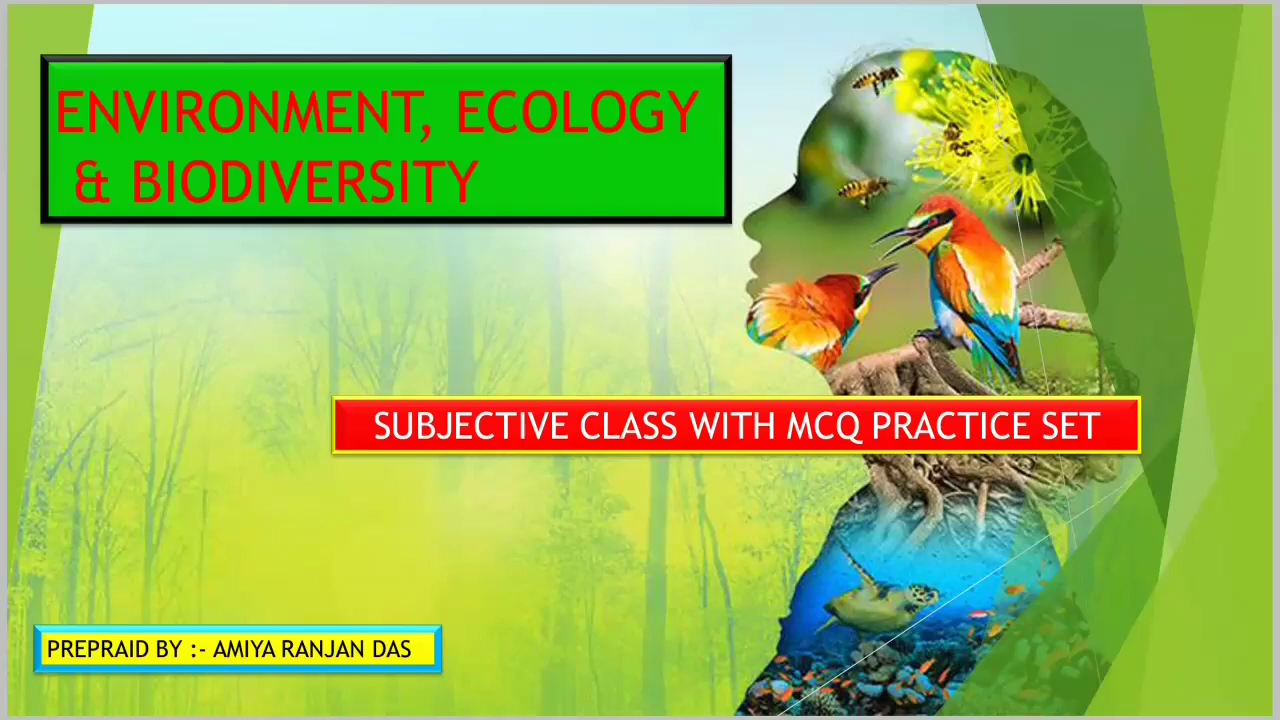 ENVIRONMENT, ECOLOGY
& BIODIVERSITY
SUBJECTIVE CLASS WITH MCQ PRACTICE SET
PREPRAID BY :- AMIYA RANJAN DAS